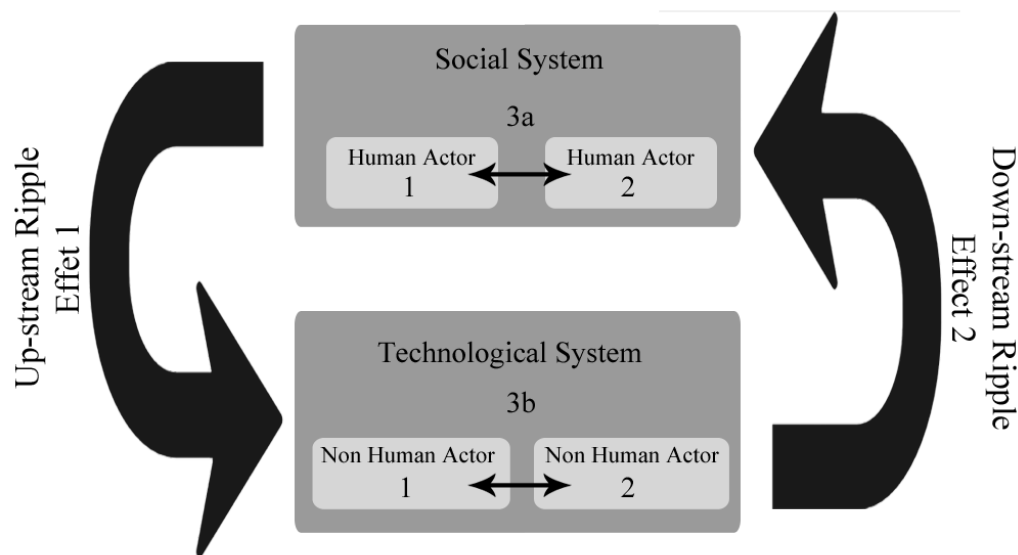 Up-stream Ripple
Effet 1
Social System
3a
Human Actor
1
Human Actor
2
Technological System
3b
Non Human Actor
1
Non Human Actor
2
Down-stream Ripple
Effect 2